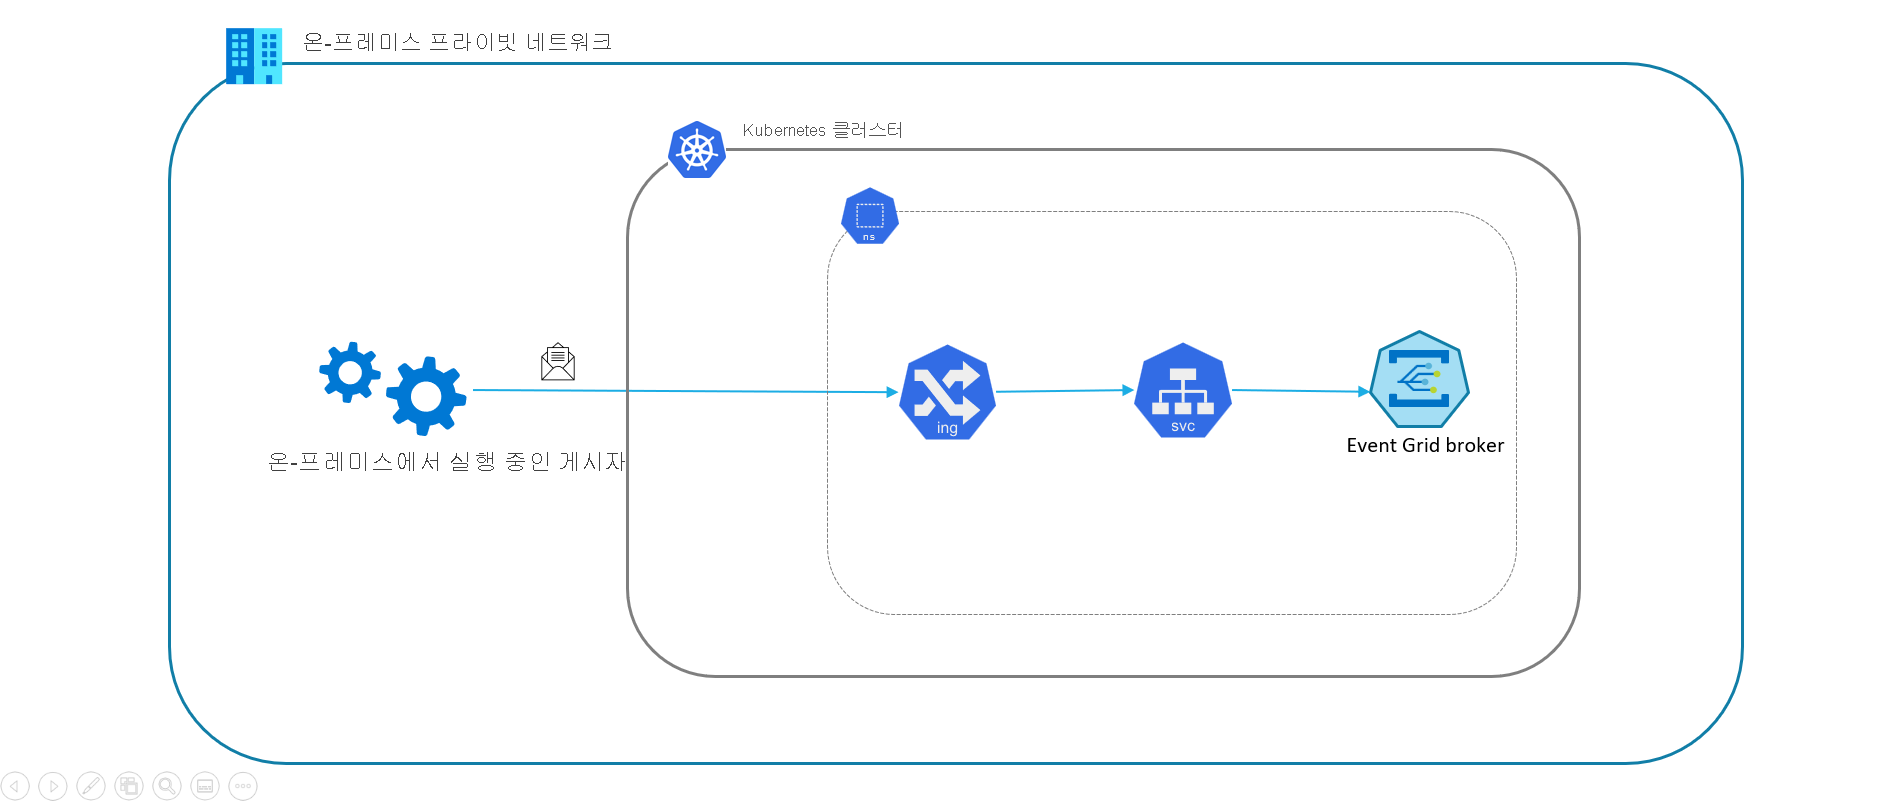 온-프레미스 프라이빗 네트워크
Kubernetes 클러스터
ns
ing
svc
Event Grid broker
온-프레미스에서 실행 중인 게시자